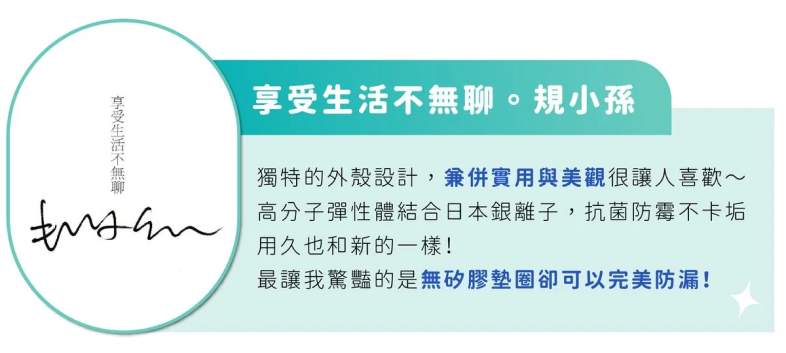 享受生活不無聊
享受生活不無聊。規小孫
獨特的外殼設計，兼併實用與美觀很讓人喜歡～
高分子彈性體結合日本銀離子，抗菌防霉不卡垢
用久也和新的一樣！
最讓我驚豔的是無矽膠墊圈卻可以完美防漏！